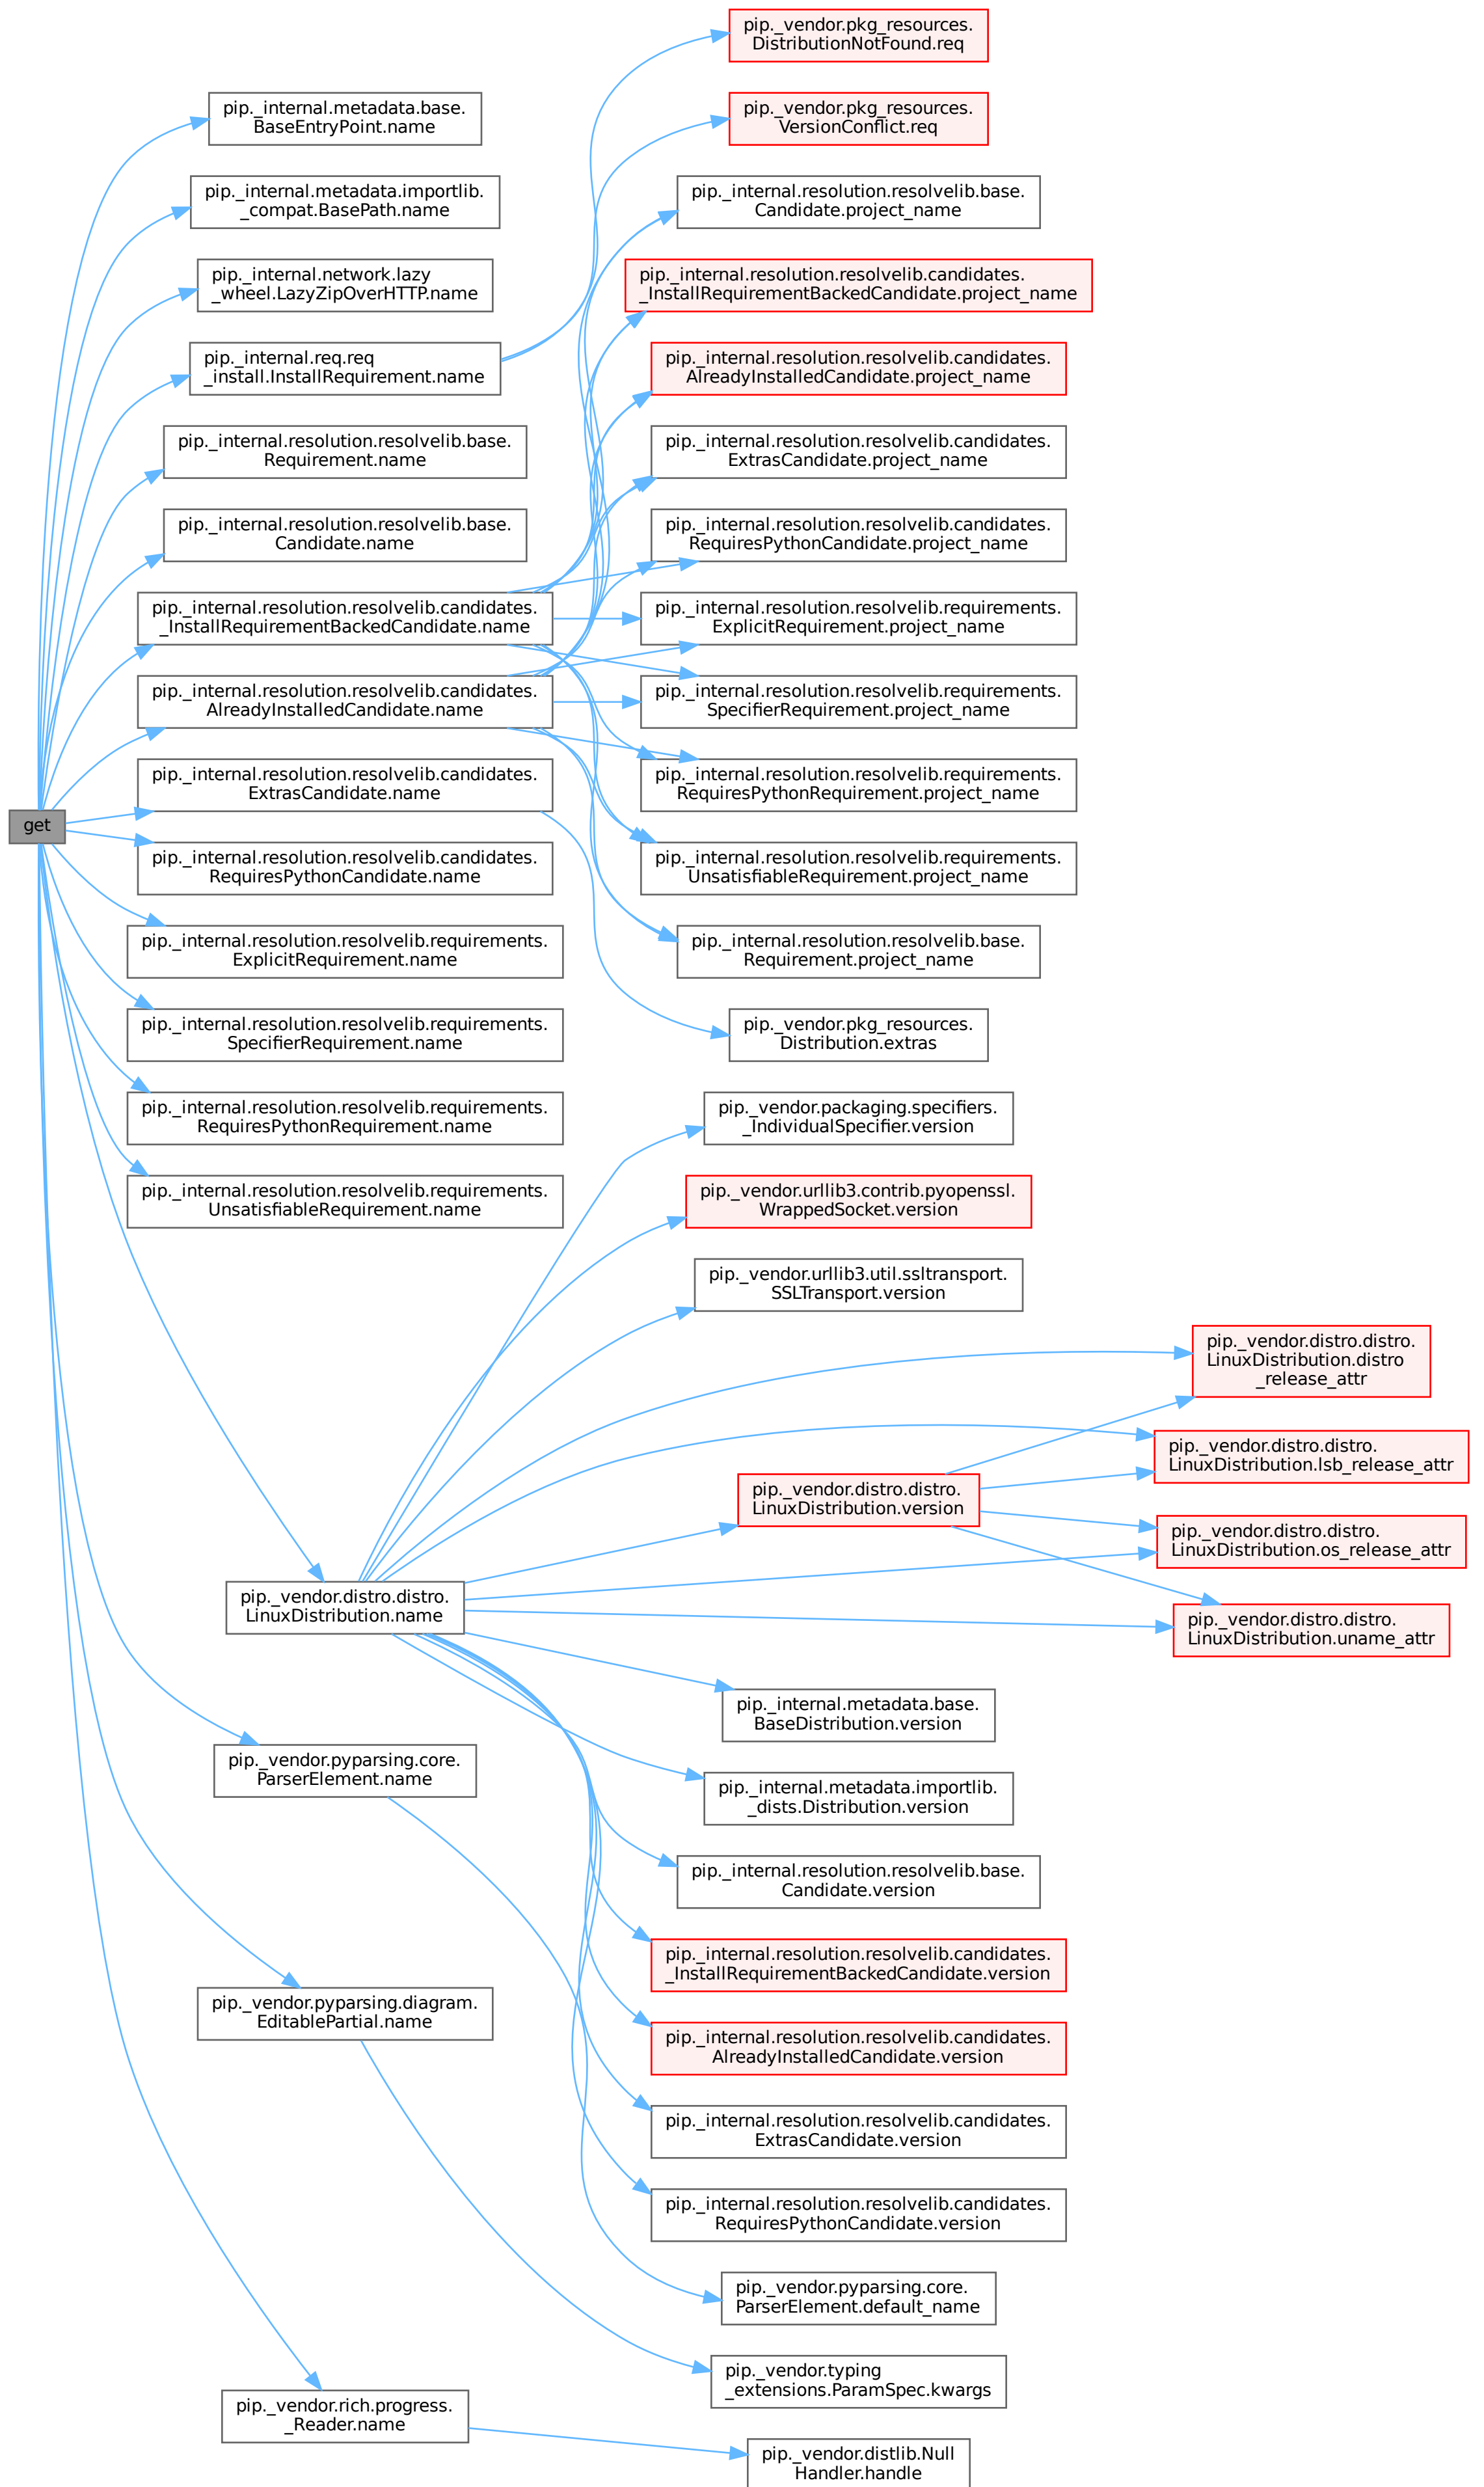 get
pip._internal.metadata.base.
BaseEntryPoint.name
pip._internal.metadata.importlib.
_compat.BasePath.name
pip._internal.network.lazy
_wheel.LazyZipOverHTTP.name
pip._internal.req.req
_install.InstallRequirement.name
pip._internal.resolution.resolvelib.base.
Requirement.name
pip._internal.resolution.resolvelib.base.
Candidate.name
pip._internal.resolution.resolvelib.candidates.
_InstallRequirementBackedCandidate.name
pip._internal.resolution.resolvelib.candidates.
AlreadyInstalledCandidate.name
pip._internal.resolution.resolvelib.candidates.
ExtrasCandidate.name
pip._internal.resolution.resolvelib.candidates.
RequiresPythonCandidate.name
pip._internal.resolution.resolvelib.requirements.
ExplicitRequirement.name
pip._internal.resolution.resolvelib.requirements.
SpecifierRequirement.name
pip._internal.resolution.resolvelib.requirements.
RequiresPythonRequirement.name
pip._internal.resolution.resolvelib.requirements.
UnsatisfiableRequirement.name
pip._vendor.distro.distro.
LinuxDistribution.name
pip._vendor.pyparsing.core.
ParserElement.name
pip._vendor.pyparsing.diagram.
EditablePartial.name
pip._vendor.rich.progress.
_Reader.name
pip._vendor.pkg_resources.
DistributionNotFound.req
pip._vendor.pkg_resources.
VersionConflict.req
pip._internal.resolution.resolvelib.base.
Candidate.project_name
pip._internal.resolution.resolvelib.candidates.
_InstallRequirementBackedCandidate.project_name
pip._internal.resolution.resolvelib.candidates.
AlreadyInstalledCandidate.project_name
pip._internal.resolution.resolvelib.candidates.
ExtrasCandidate.project_name
pip._internal.resolution.resolvelib.candidates.
RequiresPythonCandidate.project_name
pip._internal.resolution.resolvelib.requirements.
ExplicitRequirement.project_name
pip._internal.resolution.resolvelib.requirements.
SpecifierRequirement.project_name
pip._internal.resolution.resolvelib.requirements.
RequiresPythonRequirement.project_name
pip._internal.resolution.resolvelib.requirements.
UnsatisfiableRequirement.project_name
pip._internal.resolution.resolvelib.base.
Requirement.project_name
pip._vendor.pkg_resources.
Distribution.extras
pip._vendor.packaging.specifiers.
_IndividualSpecifier.version
pip._vendor.urllib3.contrib.pyopenssl.
WrappedSocket.version
pip._vendor.urllib3.util.ssltransport.
SSLTransport.version
pip._vendor.distro.distro.
LinuxDistribution.version
pip._internal.metadata.base.
BaseDistribution.version
pip._internal.metadata.importlib.
_dists.Distribution.version
pip._internal.resolution.resolvelib.base.
Candidate.version
pip._internal.resolution.resolvelib.candidates.
_InstallRequirementBackedCandidate.version
pip._internal.resolution.resolvelib.candidates.
AlreadyInstalledCandidate.version
pip._internal.resolution.resolvelib.candidates.
ExtrasCandidate.version
pip._internal.resolution.resolvelib.candidates.
RequiresPythonCandidate.version
pip._vendor.pyparsing.core.
ParserElement.default_name
pip._vendor.typing
_extensions.ParamSpec.kwargs
pip._vendor.distlib.Null
Handler.handle
pip._vendor.distro.distro.
LinuxDistribution.distro
_release_attr
pip._vendor.distro.distro.
LinuxDistribution.lsb_release_attr
pip._vendor.distro.distro.
LinuxDistribution.os_release_attr
pip._vendor.distro.distro.
LinuxDistribution.uname_attr